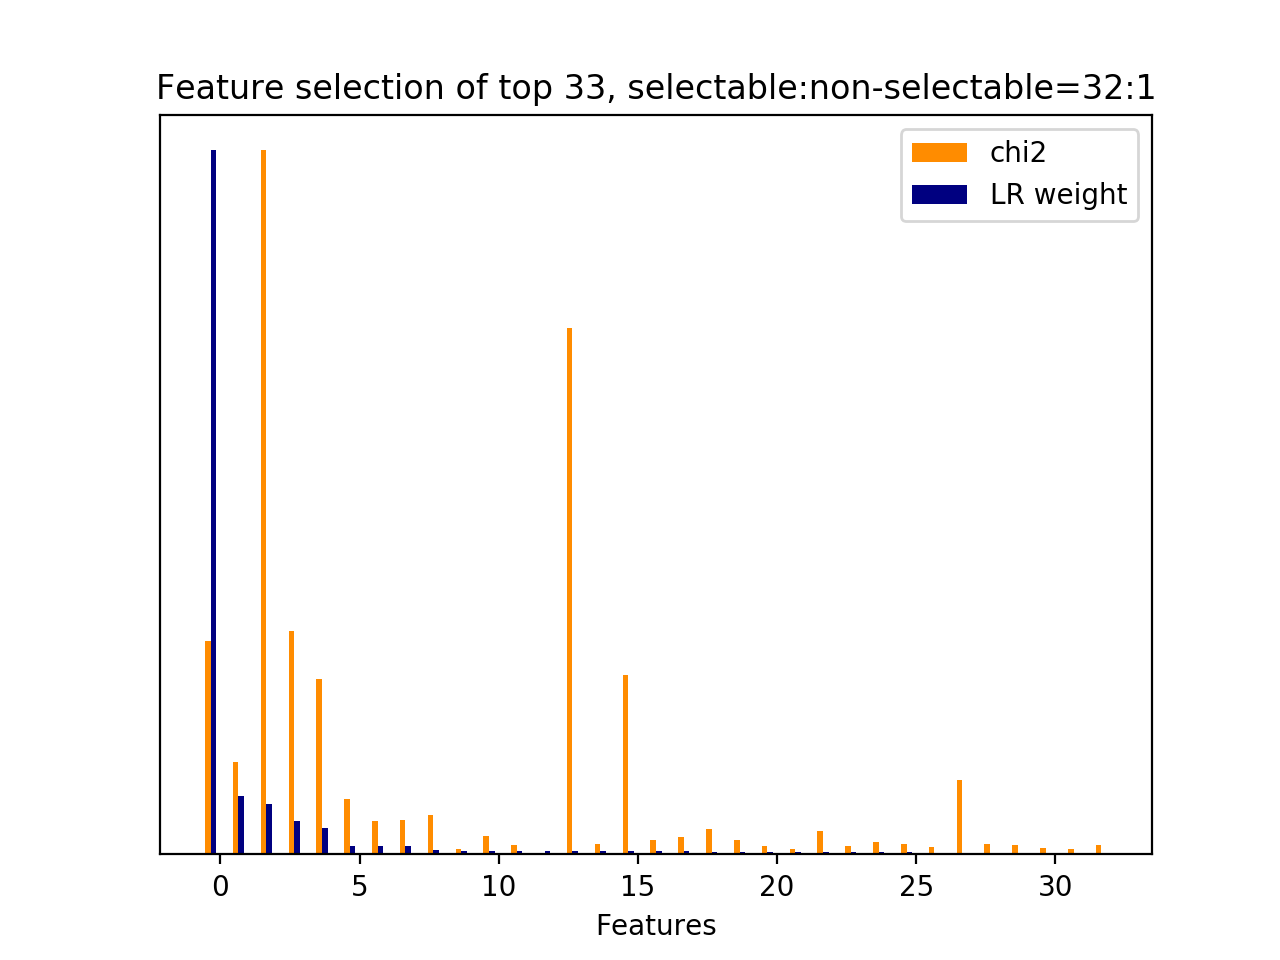 Feature selection of top 33, selectable:non-selectable=32:1
chi2
LR weight
0 5 10 15 20 25 30
Features